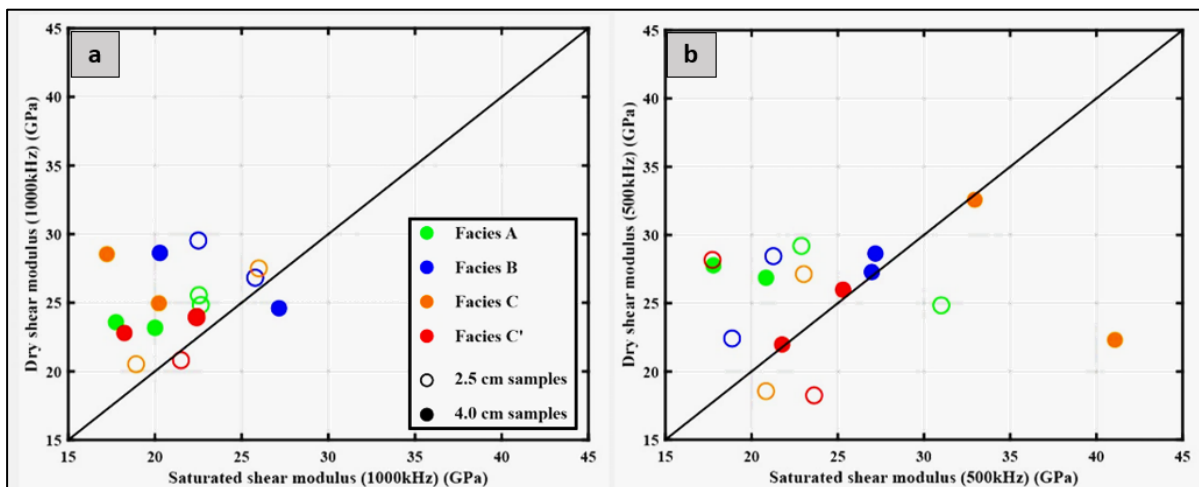 a
45
40
35
30
25
20
15
Dry shear modulus (1000kHz) (GPa)
15 20 25 30 35 40 45
Saturated shear modulus (1000kHz) (GPa)
Facies A
Facies B
Facies C
Facies C'
2.5 cm samples
4.0 cm samples
b
45
40
35
30
25
20
15
Dry shear modulus (500kHz) (GPa)
15 20 25 30 35 40 45
Saturated shear modulus (500kHz) (GPa)